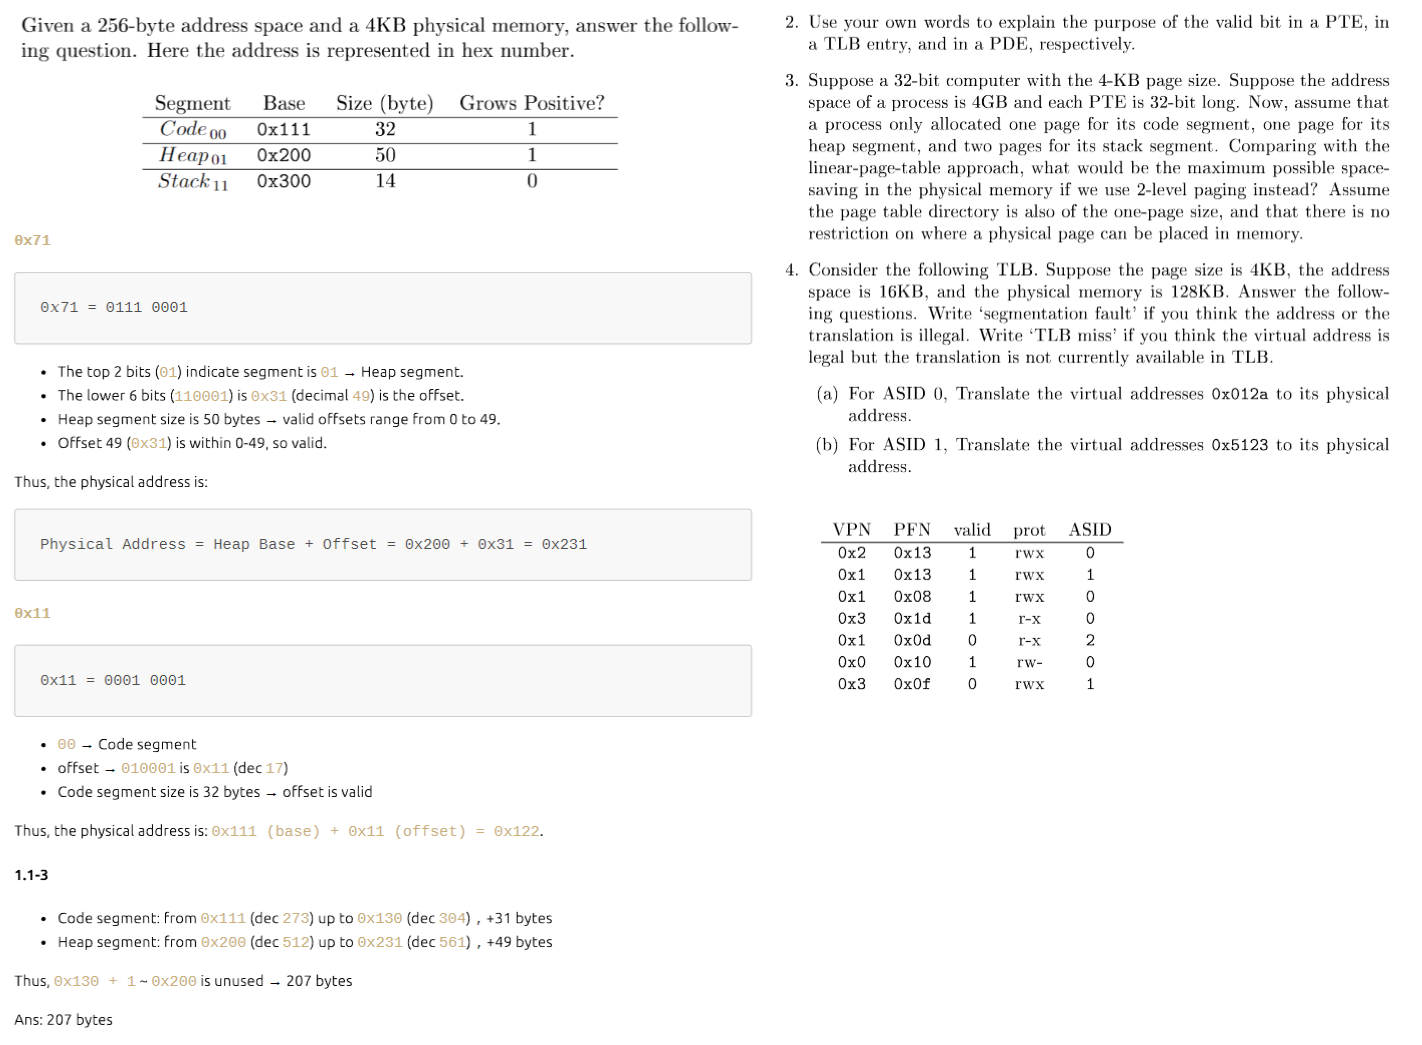 Given a 256-byte address space and a 4KB physical memory, answer the follow-
ing question. Here the address is represented in hex number.
Segment Base Size (byte) Grows Positive?
Code 00 0x111 32 1
Heap 01 0x200 50 1
Stack 11 0x300 14 0
0x71
0x71 = 0111 0001
• The top 2 bits (01) indicate segment is 01 → Heap segment.
• The lower 6 bits (110001) is 0x31 (decimal 49) is the offset.
• Heap segment size is 50 bytes → valid offsets range from 0 to 49.
• Offset 49 (0x31) is within 0-49, so valid.
Thus, the physical address is:
Physical Address = Heap Base + Offset = 0x200 + 0x31 = 0x231
0x11
0x11 = 0001 0001
• 00 → Code segment
• offset → 010001 is 0x11 (dec 17)
• Code segment size is 32 bytes → offset is valid
Thus, the physical address is: 0x111 (base) + 0x11 (offset) = 0x122.
1.1-3
• Code segment: from 0x111 (dec 273) up to 0x130 (dec 304) , +31 bytes
• Heap segment: from 0x200 (dec 512) up to 0x231 (dec 561) , +49 bytes
Thus, 0x130 + 1 ~ 0x200 is unused → 207 bytes
Ans: 207 bytes
2. Use your own words to explain the purpose of the valid bit in a PTE, in
a TLB entry, and in a PDE, respectively.
3. Suppose a 32-bit computer with the 4-KB page size. Suppose the address
space of a process is 4GB and each PTE is 32-bit long. Now, assume that
a process only allocated one page for its code segment, one page for its
heap segment, and two pages for its stack segment. Comparing with the
linear-page-table approach, what would be the maximum possible space-
saving in the physical memory if we use 2-level paging instead? Assume
the page table directory is also of the one-page size, and that there is no
restriction on where a physical page can be placed in memory.
4. Consider the following TLB. Suppose the page size is 4KB, the address
space is 16KB, and the physical memory is 128KB. Answer the follow-
ing questions. Write ‘segmentation fault’ if you think the address or the
translation is illegal. Write ‘TLB miss’ if you think the virtual address is
legal but the translation is not currently available in TLB.
(a) For ASID 0, Translate the virtual addresses 0x012a to its physical
address.
(b) For ASID 1, Translate the virtual addresses 0x5123 to its physical
address.
VPN PFN valid prot ASID
0x2 0x13 1 rwx 0
0x1 0x13 1 rwx 1
0x1 0x08 1 rwx 0
0x3 0x1d 1 r-x 0
0x1 0x0d 0 r-x 2
0x0 0x10 1 rw- 0
0x3 0x0f 0 rwx 1